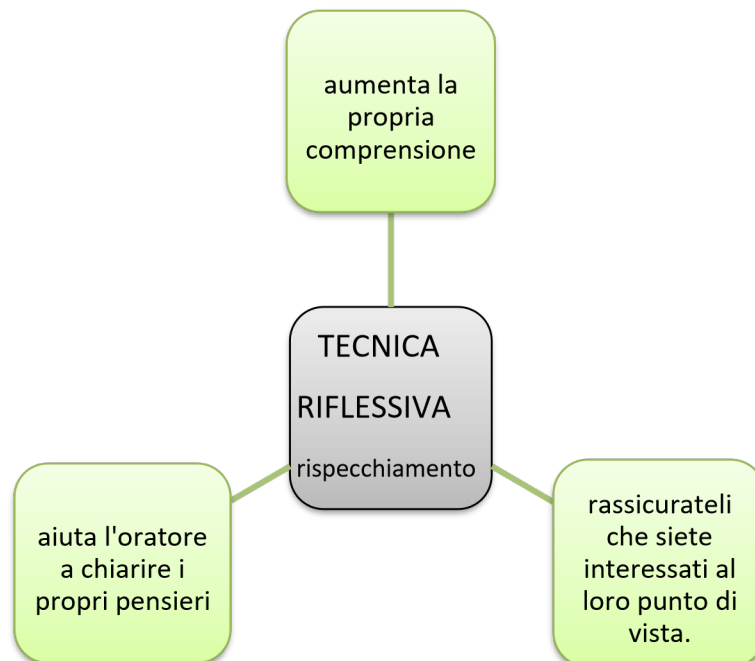 aumenta la
propria
comprensione
TECNICA
RIFLESSIVA
rispecchiamento
aiuta l'oratore
a chiarire i
propri pensieri
rassicurateli
che siete
interessati al
loro punto di
vista.